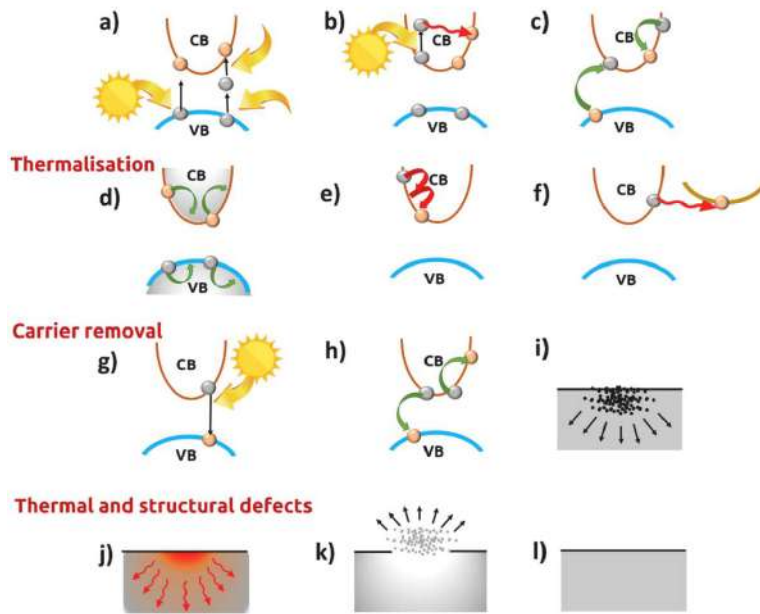 a) CB VB
b) CB VB
c) CB VB
Thermalisation
d) CB VB
e) CB VB
f) CB VB
Carrier removal
g) CB VB
h) CB VB
i)
Thermal and structural defects
j)
k)
l)